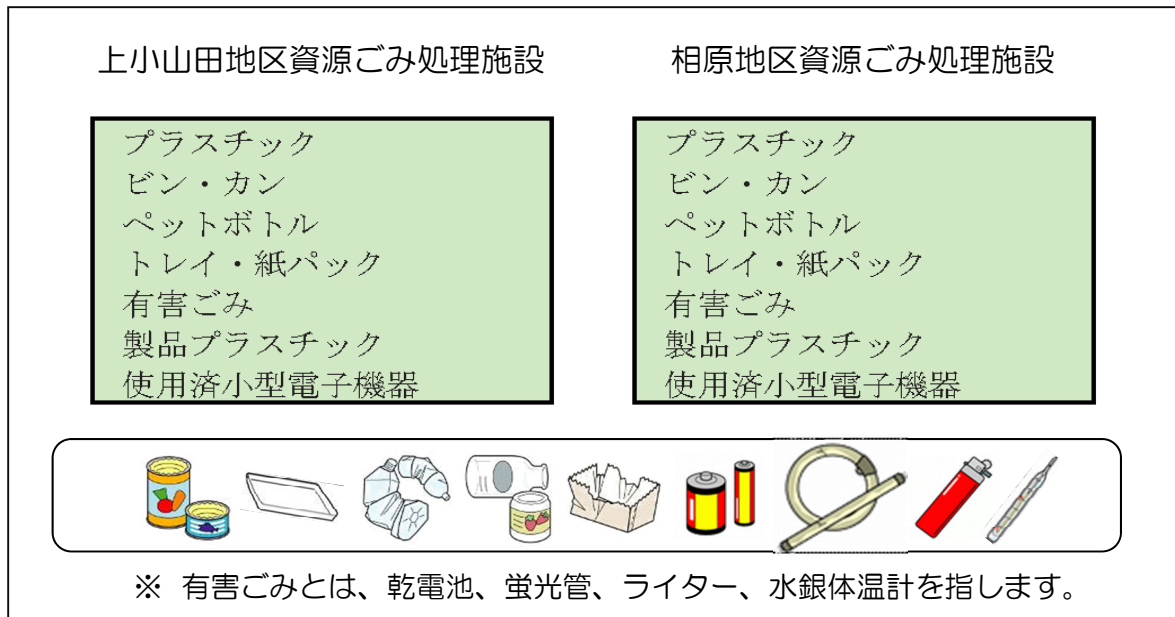 上小山田地区資源ごみ処理施設
相原地区資源ごみ処理施設
プラスチック
ビン・カン
ペットボトル
トレイ・紙パック
有害ごみ
製品プラスチック
使用済小型電子機器
プラスチック
ビン・カン
ペットボトル
トレイ・紙パック
有害ごみ
製品プラスチック
使用済小型電子機器
※ 有害ごみとは、乾電池、蛍光管、ライター、水銀体温計を指します。